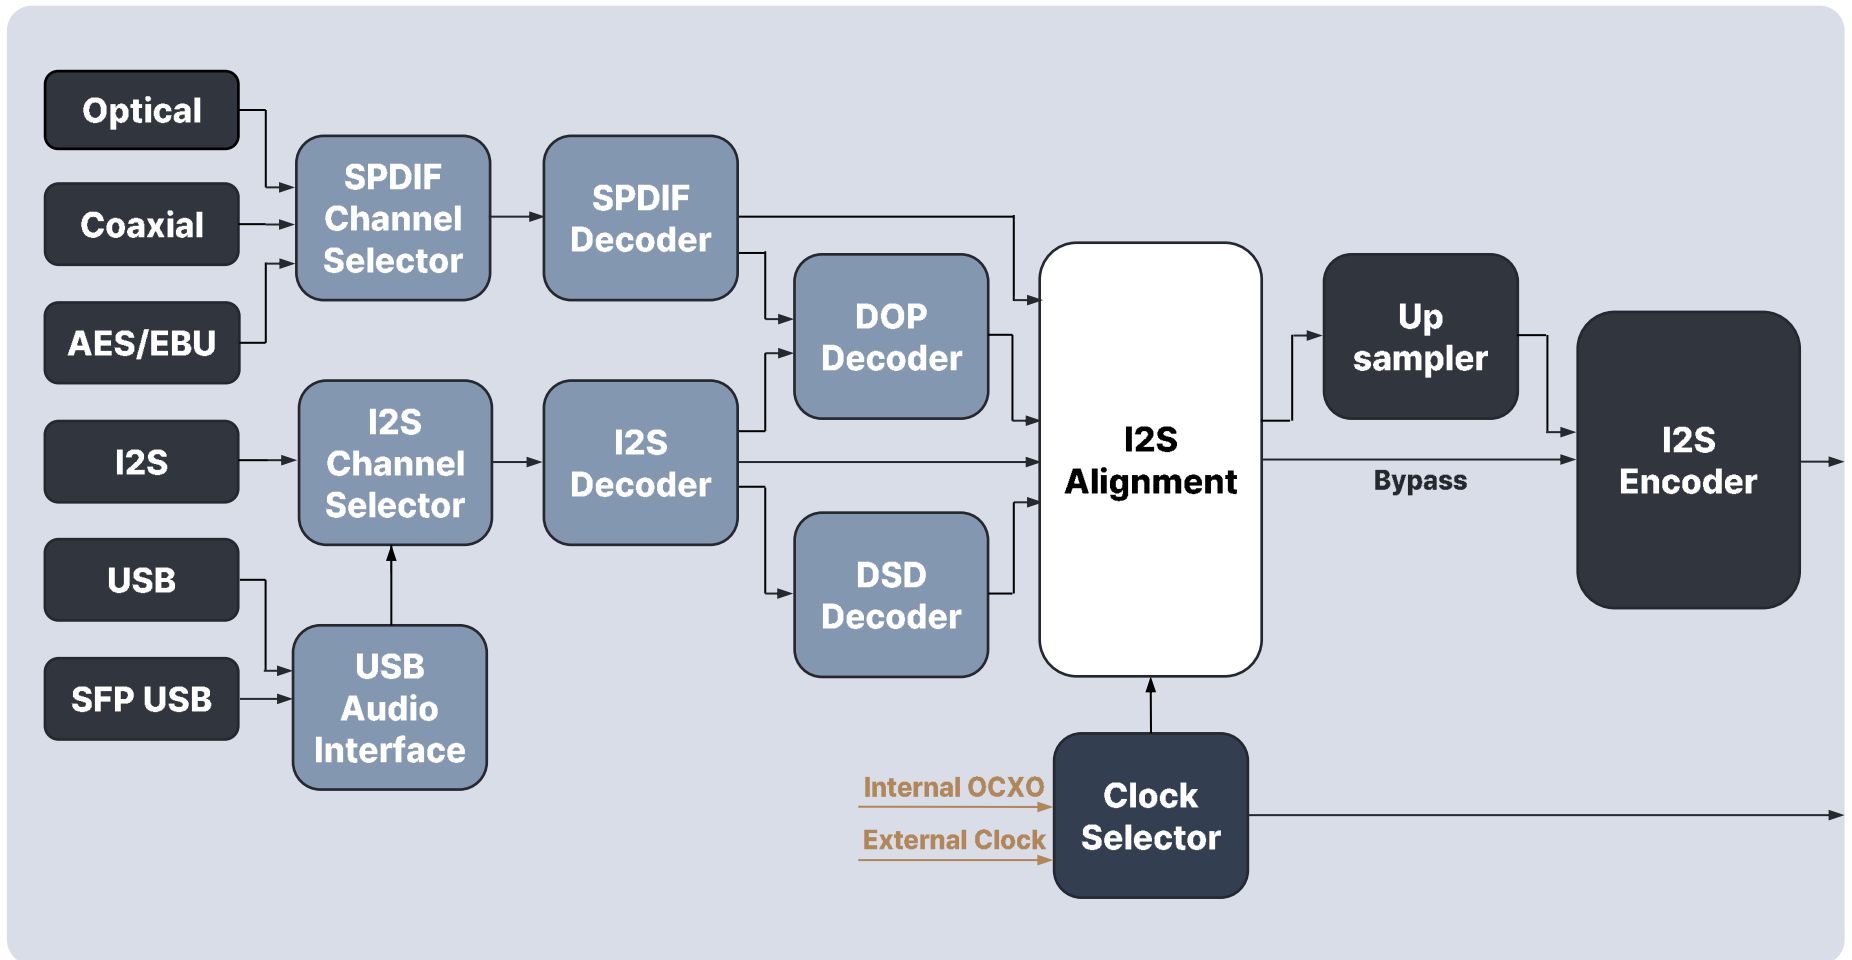 Optical
Coaxial
AES/EBU
I2S
USB
SFP USB
SPDIF
Channel
Selector
I2S
Channel
Selector
USB
Audio
Interface
SPDIF
Decoder
I2S
Decoder
DOP
Decoder
DSD
Decoder
I2S
Alignment
Internal OCXO
External Clock
Clock
Selector
Up
sampler
Bypass
I2S
Encoder